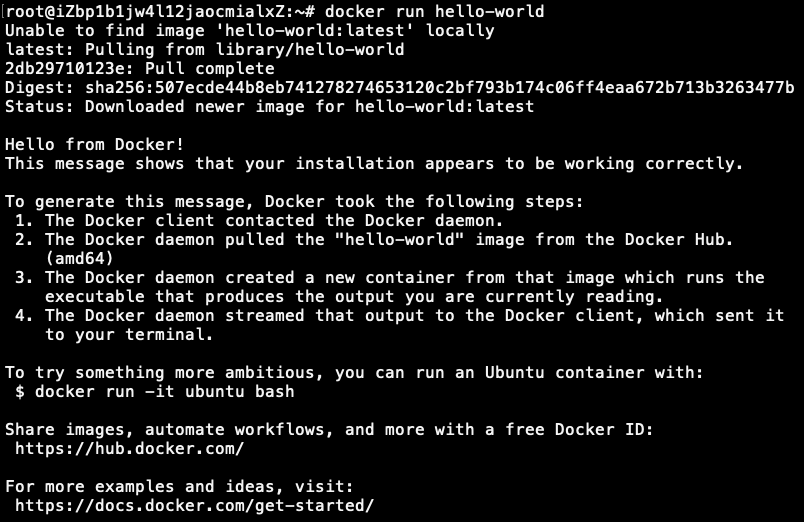 root@iZbp1b1jw4l12jaocmialxZ:~# docker run hello-world
Unable to find image 'hello-world:latest' locally
latest: Pulling from library/hello-world
2db29710123e: Pull complete
Digest: sha256:507ecde44b8eb741278274653120c2bf793b174c06ff4eaa672b713b3263477b
Status: Downloaded newer image for hello-world:latest

Hello from Docker!
This message shows that your installation appears to be working correctly.

To generate this message, Docker took the following steps:
 1. The Docker client contacted the Docker daemon.
 2. The Docker daemon pulled the "hello-world" image from the Docker Hub.
    (amd64)
 3. The Docker daemon created a new container from that image which runs the
    executable that produces the output you are currently reading.
 4. The Docker daemon streamed that output to the Docker client, which sent it
    to your terminal.

To try something more ambitious, you can run an Ubuntu container with:
 $ docker run -it ubuntu bash

Share images, automate workflows, and more with a free Docker ID:
 https://hub.docker.com/

For more examples and ideas, visit:
 https://docs.docker.com/get-started/